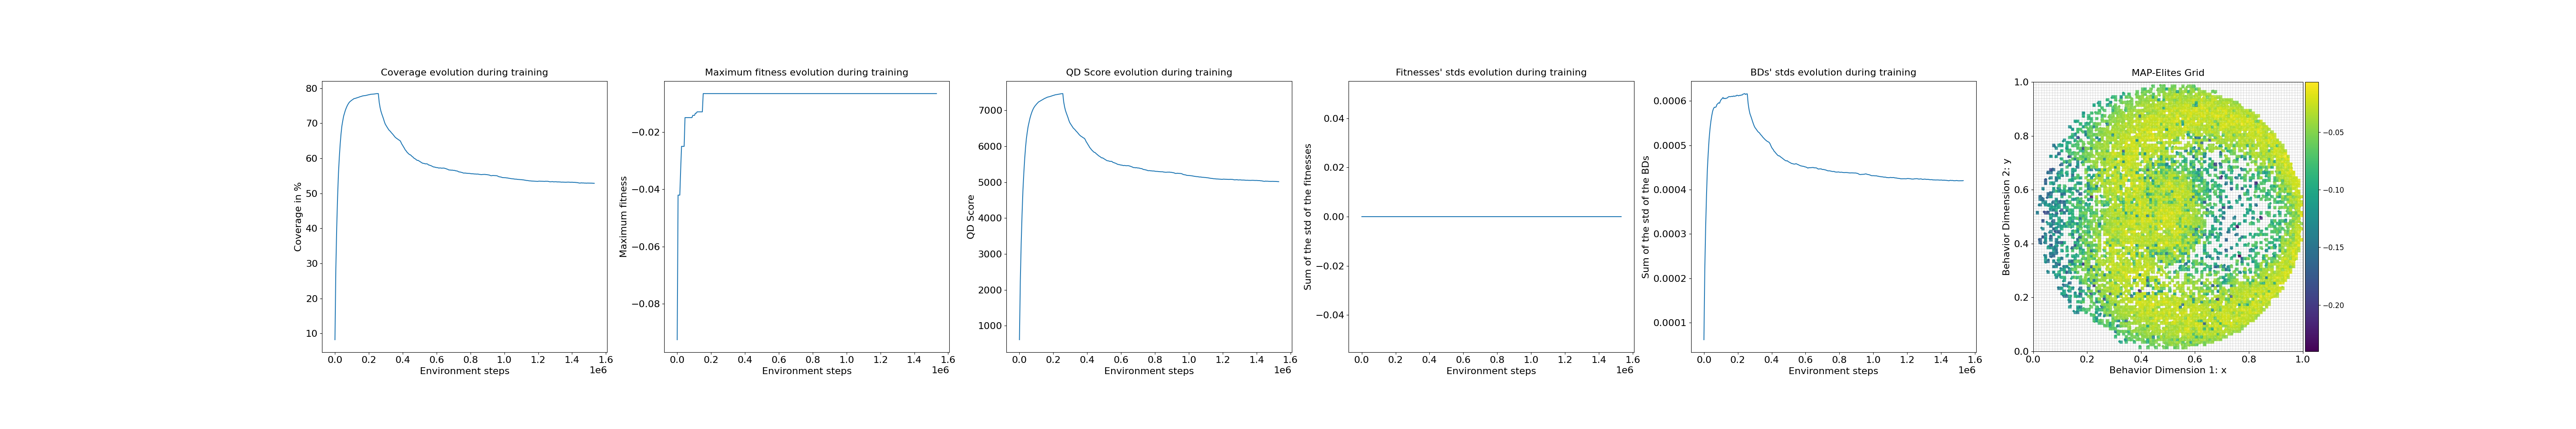 Coverage evolution during training
Coverage in %
80
70
60
50
40
30
20
10
0.0 0.2 0.4 0.6 0.8 1.0 1.2 1.4 1.6
1e6
Environment steps
Maximum fitness evolution during training
Maximum fitness
−0.02
−0.04
−0.06
−0.08
0.0 0.2 0.4 0.6 0.8 1.0 1.2 1.4 1.6
1e6
Environment steps
QD Score evolution during training
QD Score
7000
6000
5000
4000
3000
2000
1000
0.0 0.2 0.4 0.6 0.8 1.0 1.2 1.4 1.6
1e6
Environment steps
Fitnesses' stds evolution during training
Sum of the std of the fitnesses
0.04
0.02
0.00
−0.02
−0.04
0.0 0.2 0.4 0.6 0.8 1.0 1.2 1.4 1.6
1e6
Environment steps
BDs' stds evolution during training
Sum of the std of the BDs
0.0006
0.0005
0.0004
0.0003
0.0002
0.0001
0.0 0.2 0.4 0.6 0.8 1.0 1.2 1.4 1.6
1e6
Environment steps
MAP-Elites Grid
Behavior Dimension 2: y
1.0
0.8
0.6
0.4
0.2
0.0
0.0 0.2 0.4 0.6 0.8 1.0
Behavior Dimension 1: x
−0.05
−0.10
−0.15
−0.20